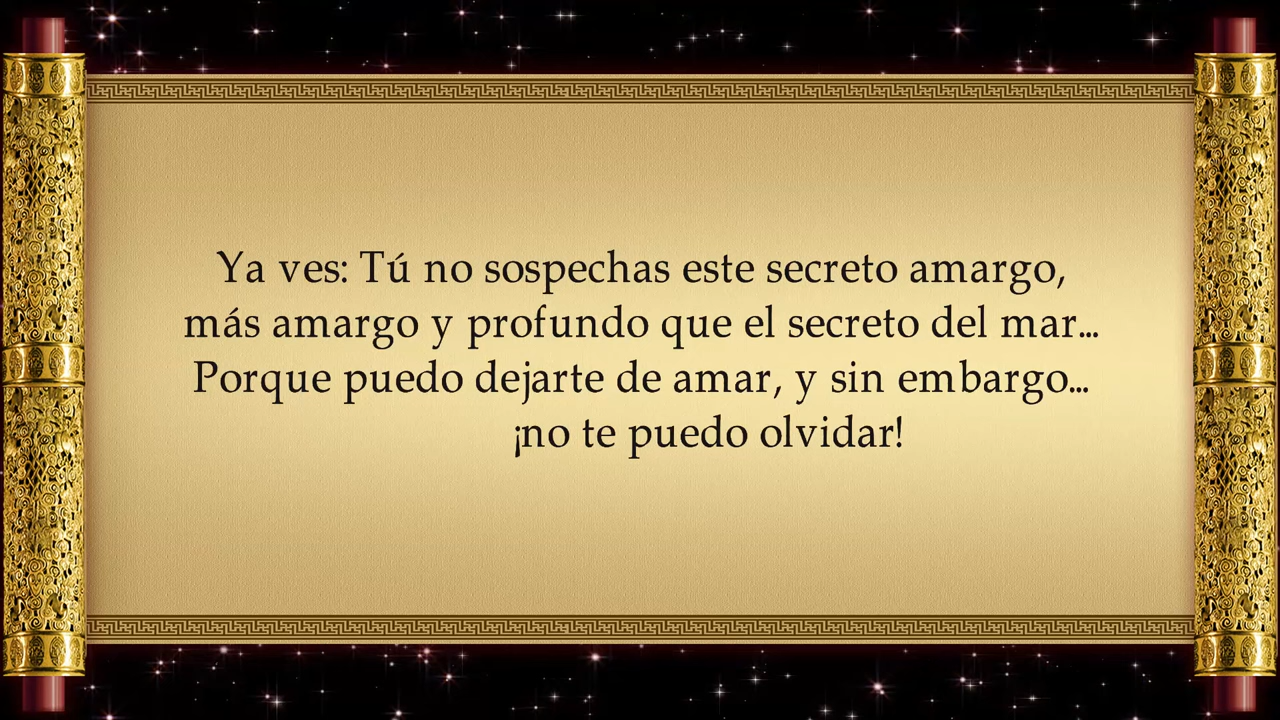 Ya ves: Tú no sospechas este secreto amargo,
más amargo y profundo que el secreto del mar...
Porque puedo dejarte de amar, y sin embargo...
¡no te puedo olvidar!